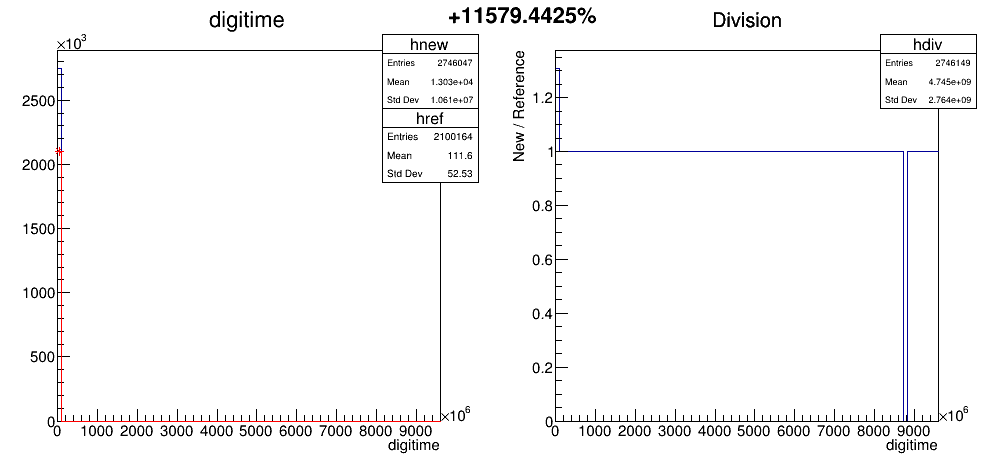 +11579.4425%
digitime
×10³
hnew
Entries 2746047
Mean 1.303e+04
Std Dev 1.061e+07
href
Entries 2100164
Mean 111.6
Std Dev 52.53
2500
2000
1500
1000
500
0
0 1000 2000 3000 4000 5000 6000 7000 8000 9000
×10⁶
digitime
Division
hdiv
Entries 2746149
Mean 4.745e+09
Std Dev 2.764e+09
New / Reference
1.2
1
0.8
0.6
0.4
0.2
0
0 1000 2000 3000 4000 5000 6000 7000 8000 9000
×10⁶
digitime